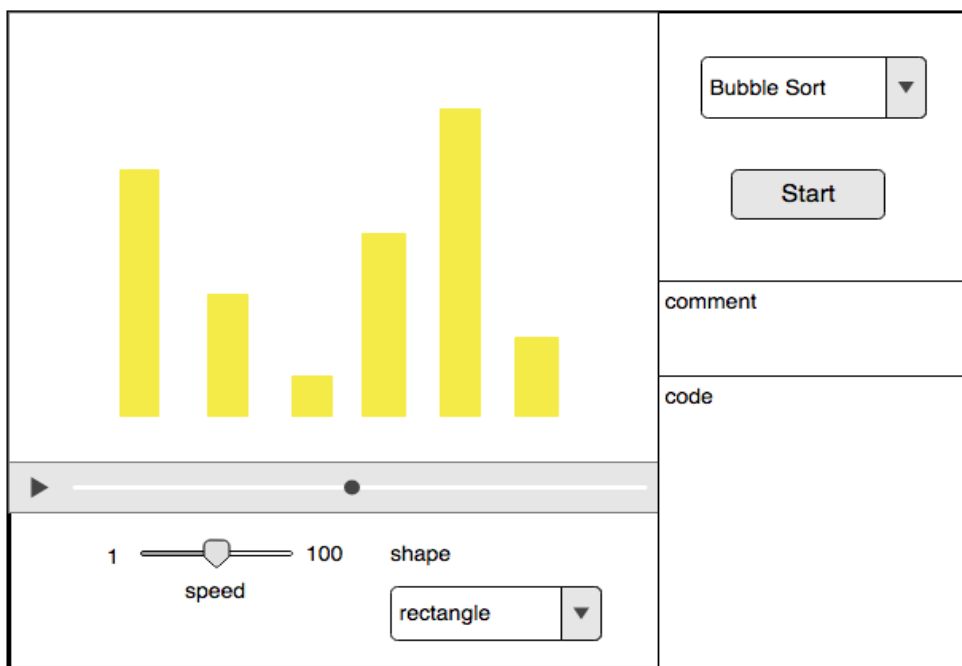 Bubble Sort
Start
comment
code
1
100
speed
shape
rectangle